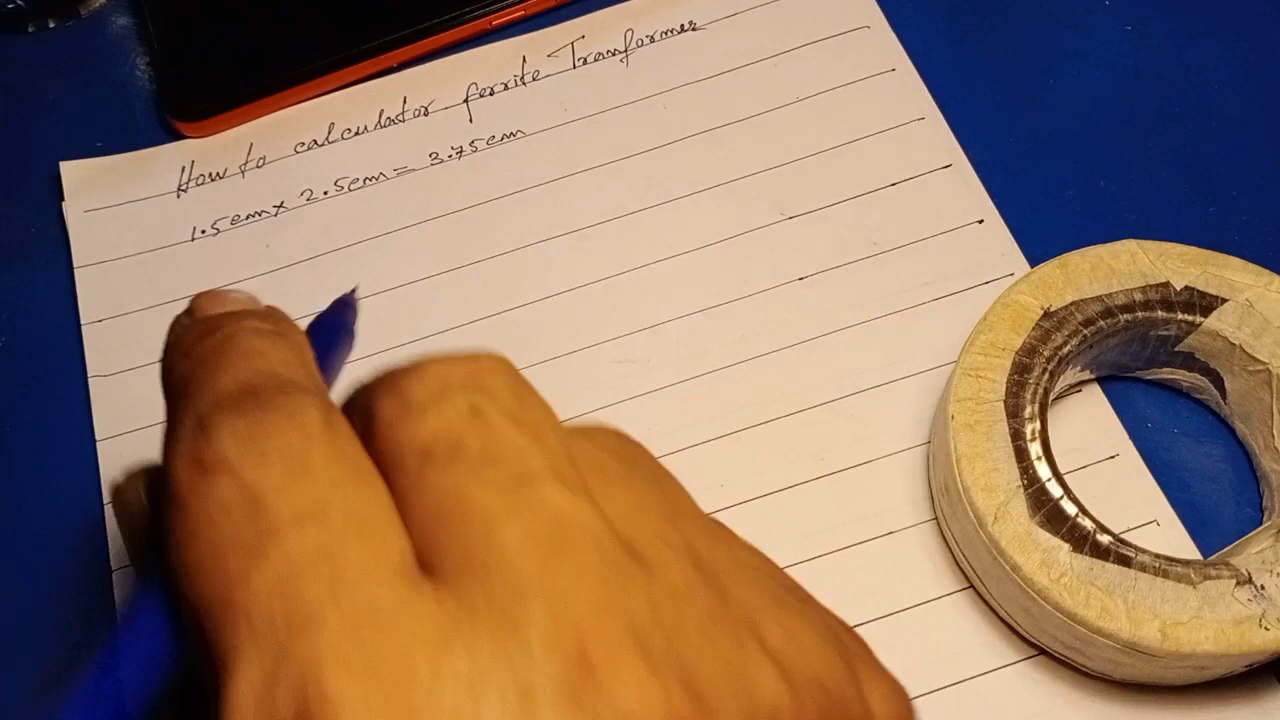 How to calculator ferrite Tranformer
1.5cm x 2.5cm = 3.75cm